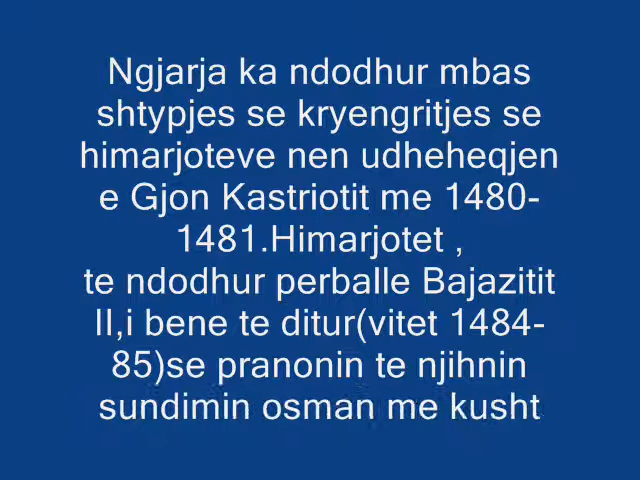 Ngjarja ka ndodhur mbas
shtypjes se kryengritjes se
himarjoteve nen udheheqjen
e Gjon Kastriotit me 1480-
1481.Himarjotet ,
te ndodhur perballe Bajazitit
II,i bene te ditur(vitet 1484-
85)se pranonin te njihnin
sundimin osman me kusht